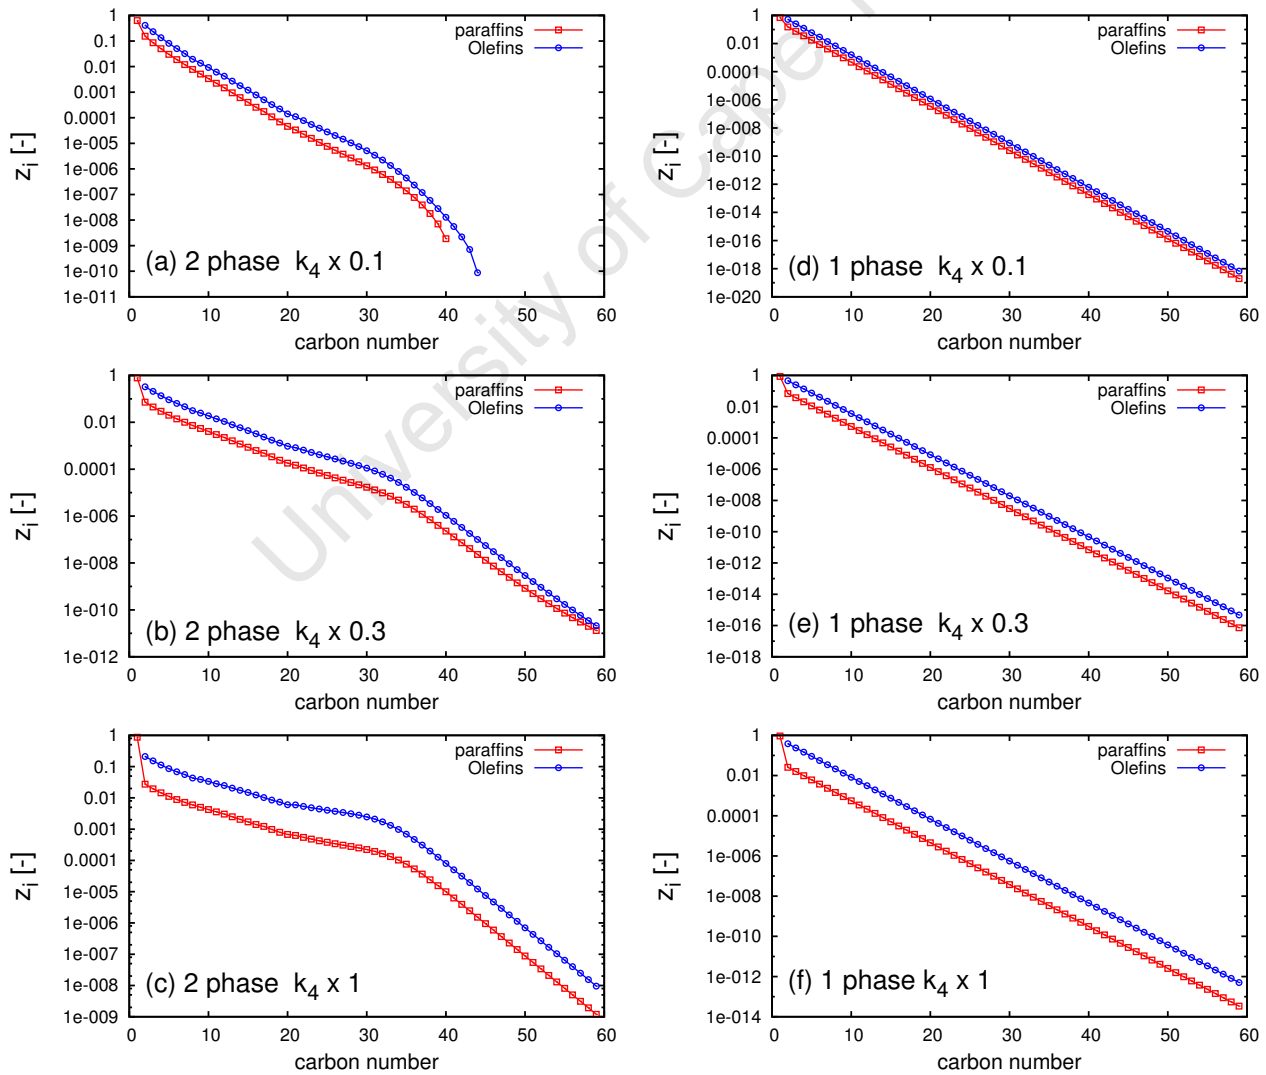 1
0.1
0.01
0.001
0.0001
1e-005
1e-006
1e-007
1e-008
1e-009
1e-010
1e-011
z_i [-]
paraffins
Olefins
(a) 2 phase k_4 x 0.1
0 10 20 30 40 50 60
carbon number
1
0.01
0.0001
1e-006
1e-008
1e-010
1e-012
1e-014
1e-016
1e-018
1e-020
z_i [-]
paraffins
Olefins
(d) 1 phase k_4 x 0.1
0 10 20 30 40 50 60
carbon number
1
0.01
0.0001
1e-006
1e-008
1e-010
1e-012
z_i [-]
paraffins
Olefins
(b) 2 phase k_4 x 0.3
0 10 20 30 40 50 60
carbon number
1
0.01
0.0001
1e-006
1e-008
1e-010
1e-012
1e-014
1e-016
1e-018
z_i [-]
paraffins
Olefins
(e) 1 phase k_4 x 0.3
0 10 20 30 40 50 60
carbon number
1
0.1
0.01
0.001
0.0001
1e-005
1e-006
1e-007
1e-008
1e-009
z_i [-]
paraffins
Olefins
(c) 2 phase k_4 x 1
0 10 20 30 40 50 60
carbon number
1
0.01
0.0001
1e-006
1e-008
1e-010
1e-012
1e-014
z_i [-]
paraffins
Olefins
(f) 1 phase k_4 x 1
0 10 20 30 40 50 60
carbon number
University of Cape